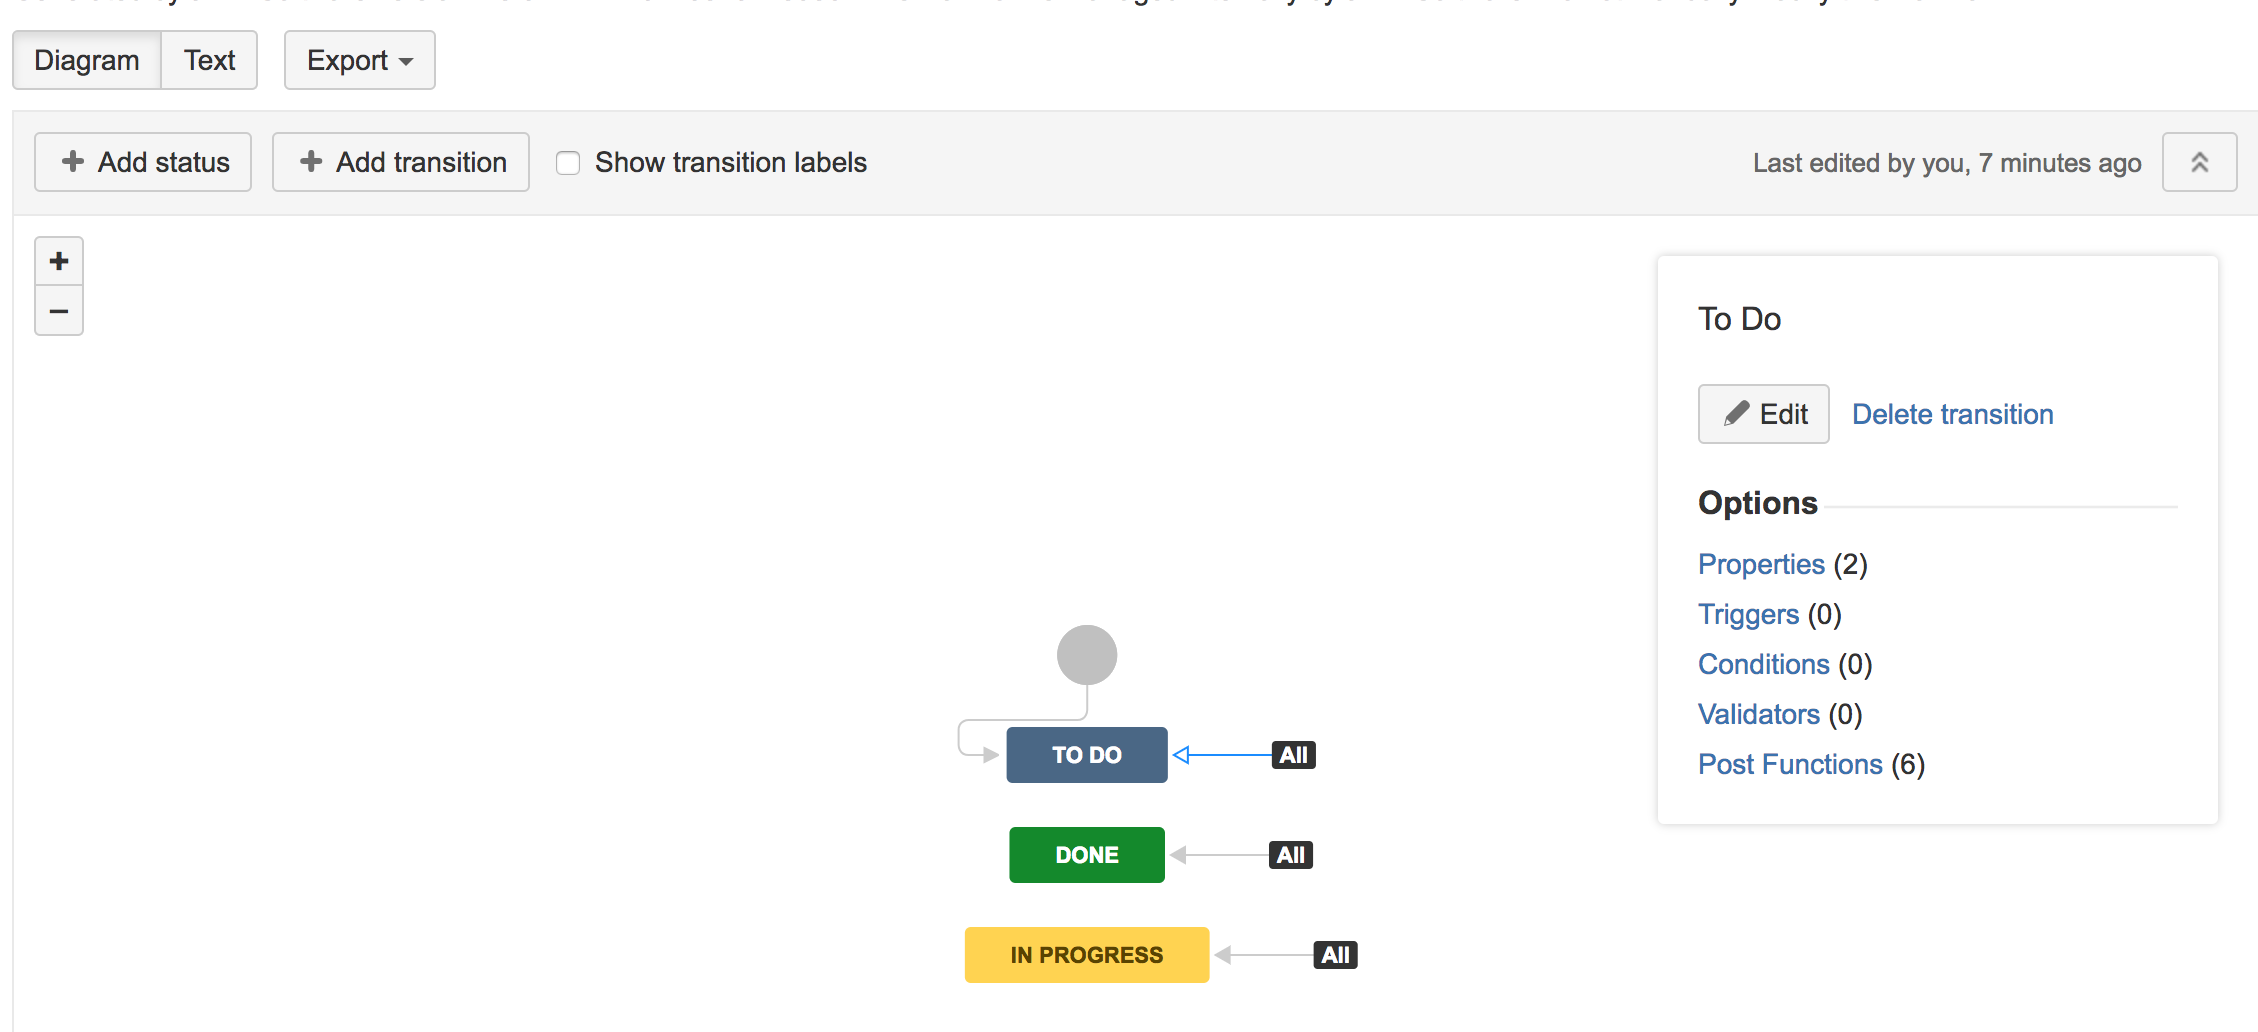 Diagram
Text
Export
Add status
Add transition
Show transition labels
Last edited by you, 7 minutes ago
+
−
To Do
Edit
Delete transition
Options
Properties (2)
Triggers (0)
Conditions (0)
Validators (0)
Post Functions (6)
TO DO
All
DONE
All
IN PROGRESS
All